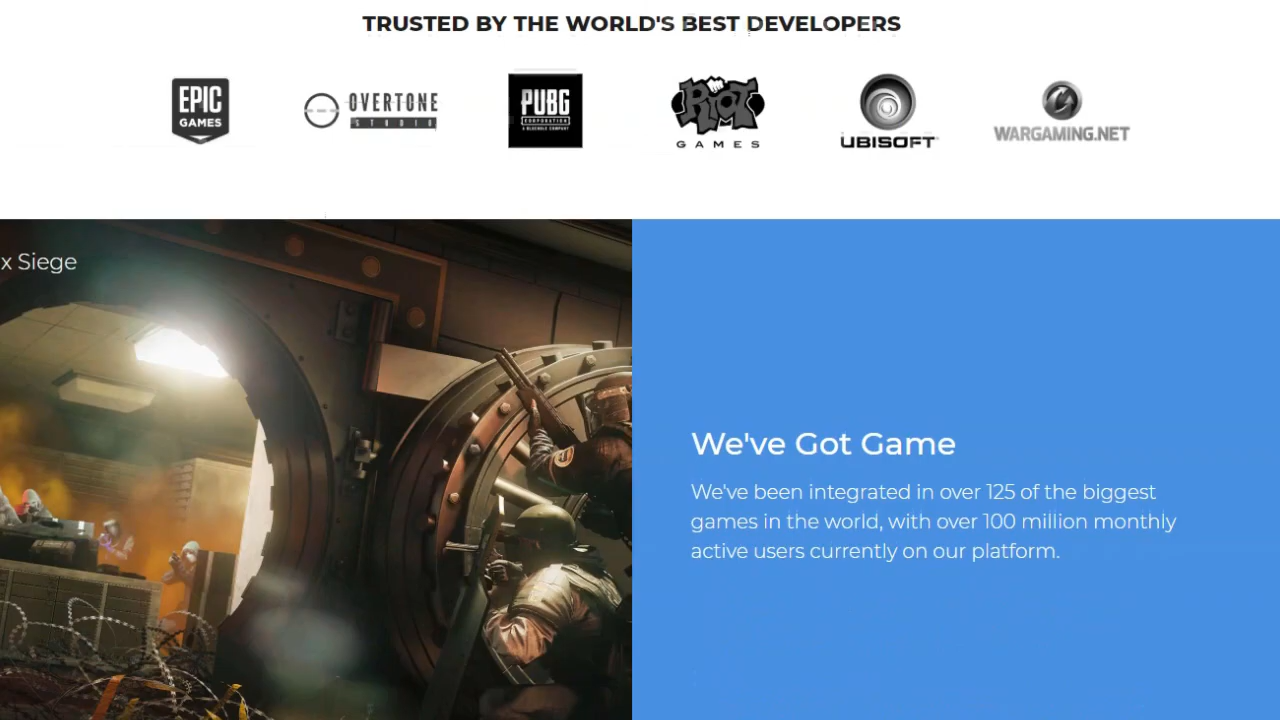 TRUSTED BY THE WORLD'S BEST DEVELOPERS
EPIC
GAMES
OVERTONE
STUDIO
PUBG
CORPORATION
A BLUEHOLE COMPANY
RIOT
GAMES
UBISOFT
WARGAMING.NET
x Siege
We've Got Game
We've been integrated in over 125 of the biggest
games in the world, with over 100 million monthly
active users currently on our platform.